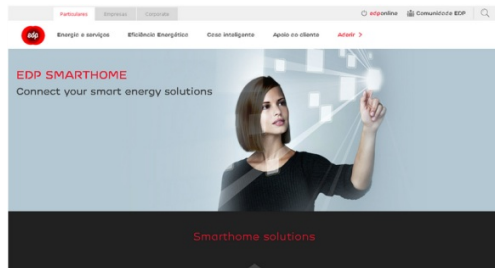 Particulares Empresas Corporate
edponline Comunidade EDP
edp Energia e serviços Eficiência Energética Casa inteligente Apoio ao cliente Aderir >
EDP SMARTHOME
Connect your smart energy solutions
Smarthome solutions